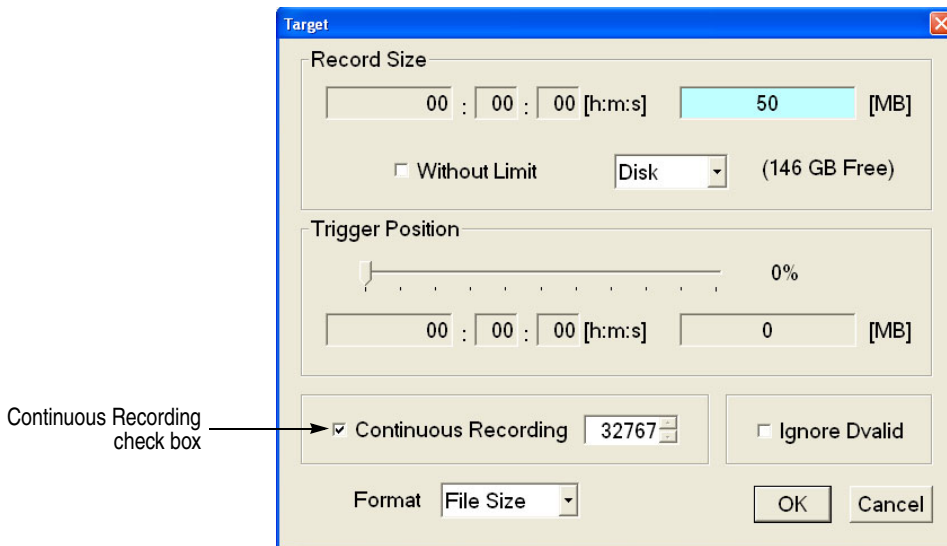 Target
Record Size
00 : 00 : 00 [h:m:s] 50 [MB]
Without Limit Disk (146 GB Free)
Trigger Position
0%
00 : 00 : 00 [h:m:s] 0 [MB]
Continuous Recording
check box
Continuous Recording 32767 Ignore Dvalid
Format File Size OK Cancel